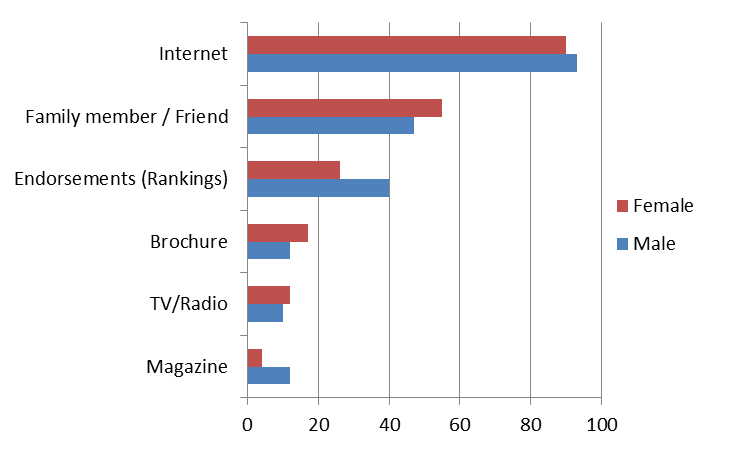 Internet
Family member / Friend
Endorsements (Rankings)
Brochure
TV/Radio
Magazine
0 20 40 60 80 100
Female
Male